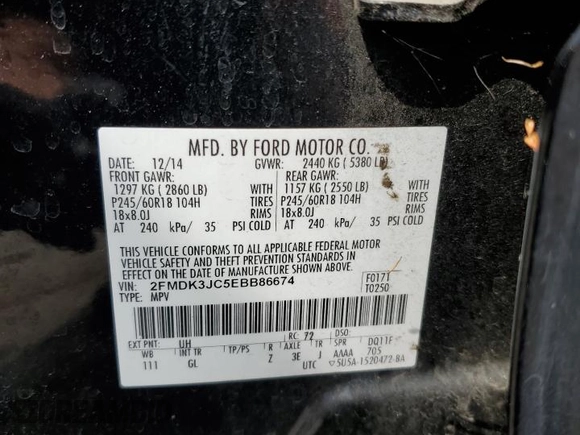 MFD. BY FORD MOTOR CO.
DATE: 12/14 GVWR: 2440 KG ( 5380 LB)
FRONT GAWR: REAR GAWR:
1297 KG ( 2860 LB) WITH 1157 KG ( 2550 LB) WITH
P245/60R18 104H TIRES P245/60R18 104H TIRES
18x8.0J RIMS 18x8.0J RIMS
AT 240 kPa/ 35 PSI COLD AT 240 kPa/ 35 PSI COLD
THIS VEHICLE CONFORMS TO ALL APPLICABLE FEDERAL MOTOR
VEHICLE SAFETY AND THEFT PREVENTION STANDARDS IN
EFFECT ON THE DATE OF MANUFACTURE SHOWN ABOVE.
VIN: 2FMDK3JC5EBB86674 F0171
TYPE: MPV T0250
EXT PNT: UH RC: 72 DSO:
WB INT TR TP/PS R AXLE TR SPR DQ11F
111 GL Z 3E J AAAA 705
UTC 5U5A-1520472-BA